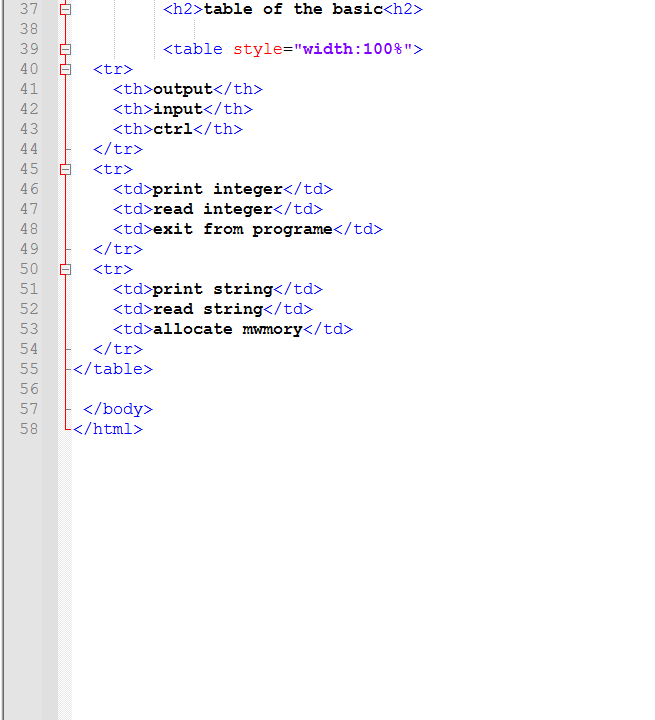 37 <h2>table of the basic<h2>
38
39 <table style="width:100%">
40 <tr>
41 <th>output</th>
42 <th>input</th>
43 <th>ctrl</th>
44 </tr>
45 <tr>
46 <td>print integer</td>
47 <td>read integer</td>
48 <td>exit from programe</td>
49 </tr>
50 <tr>
51 <td>print string</td>
52 <td>read string</td>
53 <td>allocate mwmory</td>
54 </tr>
55 </table>
56
57 </body>
58 </html>